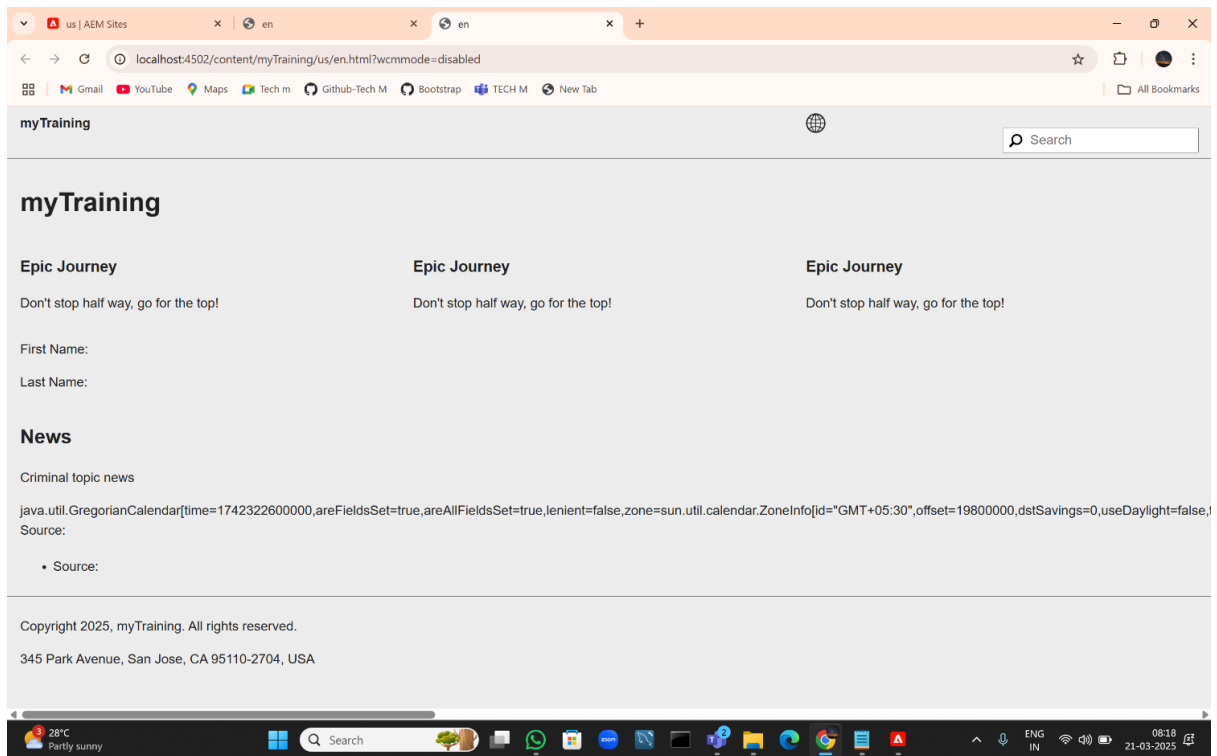 us | AEM Sites
en
en
localhost:4502/content/myTraining/us/en.html?wcmmode=disabled
Gmail YouTube Maps Tech m Github-Tech M Bootstrap TECH M New Tab All Bookmarks
myTraining
Search
myTraining
Epic Journey Epic Journey Epic Journey
Don't stop half way, go for the top! Don't stop half way, go for the top! Don't stop half way, go for the top!
First Name:
Last Name:
News
Criminal topic news
java.util.GregorianCalendar[time=1742322600000,areFieldsSet=true,areAllFieldsSet=true,lenient=false,zone=sun.util.calendar.ZoneInfo[id="GMT+05:30",offset=19800000,dstSavings=0,useDaylight=false,
Source:
• Source:
Copyright 2025, myTraining. All rights reserved.
345 Park Avenue, San Jose, CA 95110-2704, USA
3
28°C
Partly sunny
Search
zoom
2
ENG
IN
08:18
21-03-2025